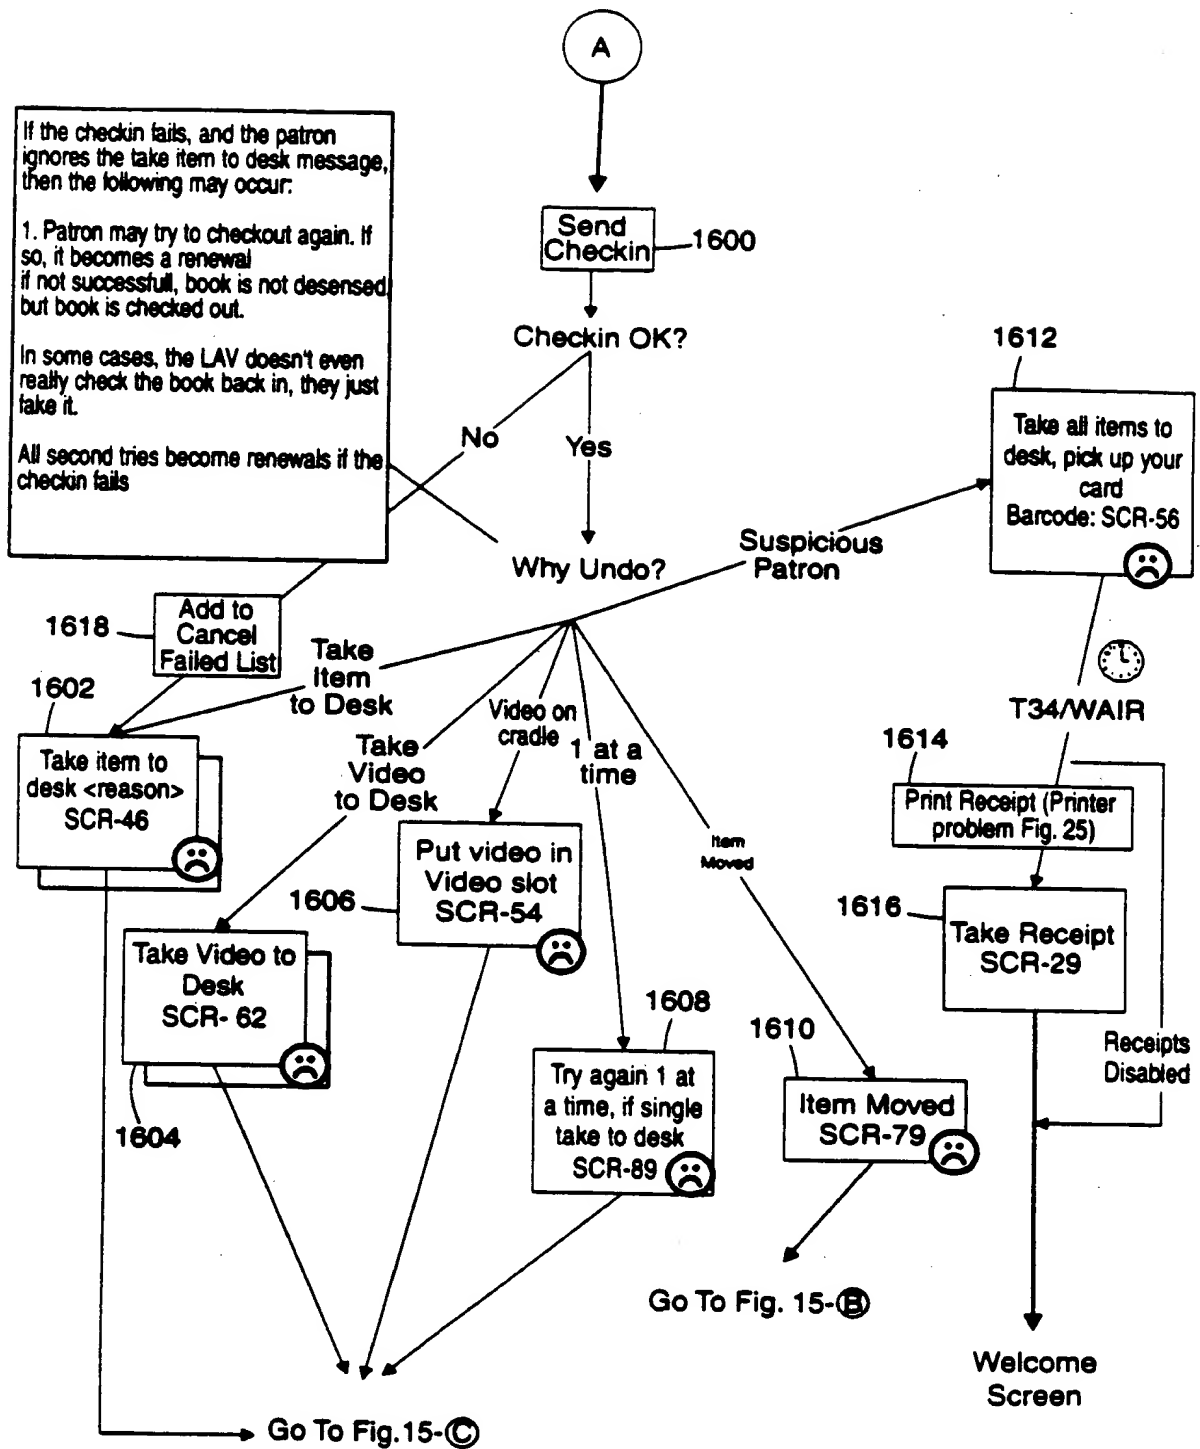 A
If the checkin fails, and the patron
ignores the take item to desk message,
then the following may occur:
1. Patron may try to checkout again. If
so, it becomes a renewal
if not successfull, book is not desensed
but book is checked out.
In some cases, the LAV doesn't even
really check the book back in, they just
fake it.
All second tries become renewals if the
checkin fails
Send
Checkin
1600
Checkin OK?
No
Yes
Why Undo?
Suspicious
Patron
1612
Take all items to
desk, pick up your
card
Barcode: SCR-56
1618
Add to
Cancel
Failed List
Take
Item
to Desk
1602
Take item to
desk <reason>
SCR-46
Take
Video
to Desk
Video on
cradle
1 at a
time
Item
Moved
T34/WAIR
1614
Print Receipt (Printer
problem Fig. 25)
1606
Put video in
Video slot
SCR-54
1616
Take Receipt
SCR-29
Take Video to
Desk
SCR- 62
1604
1608
Try again 1 at
a time, if single
take to desk
SCR-89
1610
Item Moved
SCR-79
Receipts
Disabled
Go To Fig. 15-B
Welcome
Screen
Go To Fig.15-C